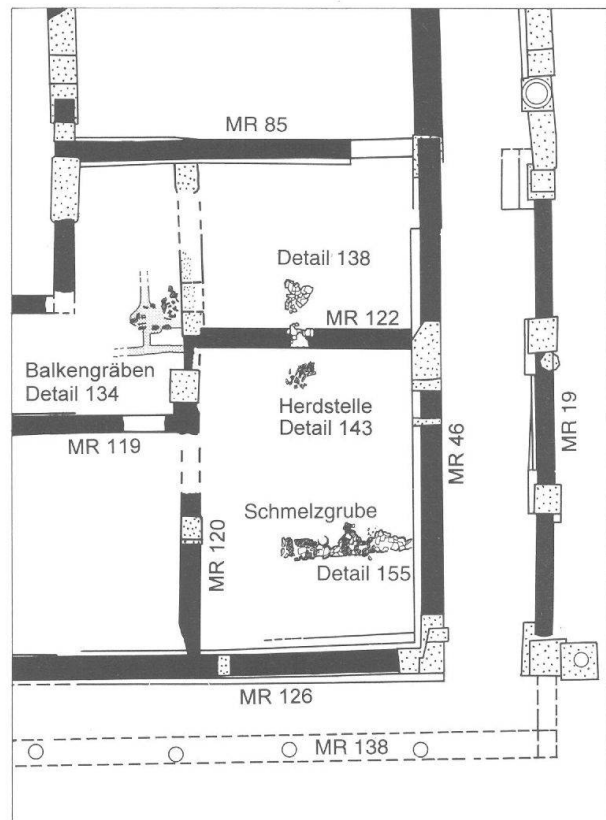 MR 85
Detail 138
MR 122
Balkengräben
Detail 134
Herdstelle
Detail 143
MR 119
MR 46
MR 19
Schmelzgrube
MR 120
Detail 155
MR 126
MR 138